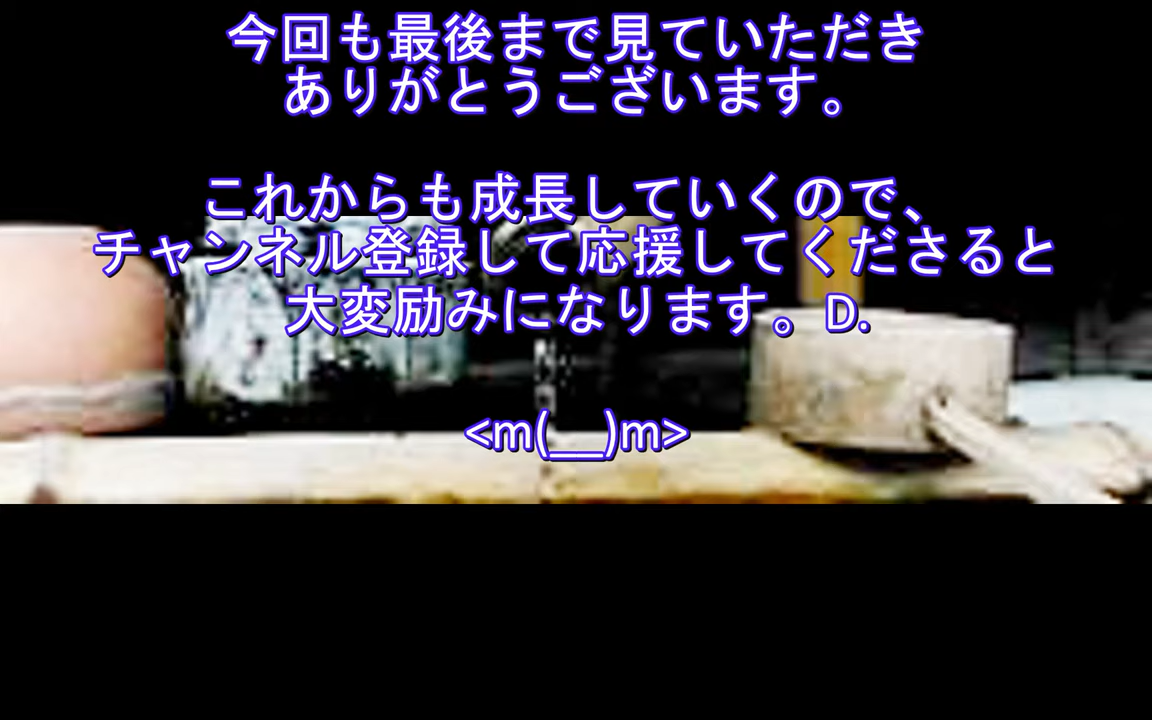 今回も最後まで見ていただき
ありがとうございます。
これからも成長していくので、
チャンネル登録して応援してくださると
大変励みになります。D.
<m(__)m>